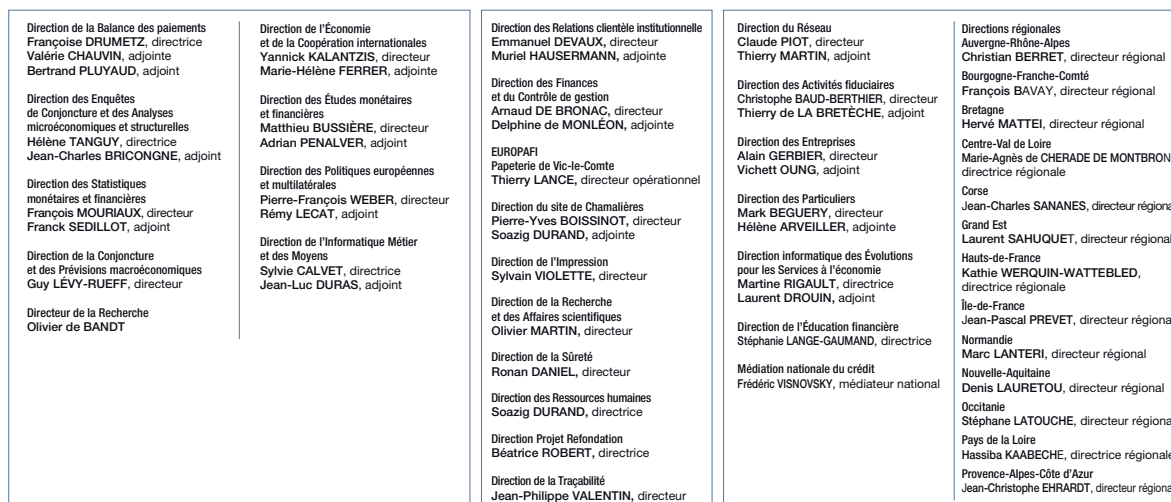 Direction de la Balance des paiements
Françoise DRUMETZ, directrice
Valérie CHAUVIN, adjointe
Bertrand PLUYAUD, adjoint
Direction des Enquêtes
de Conjoncture et des Analyses
microéconomiques et structurelles
Hélène TANGUY, directrice
Jean-Charles BRICONGNE, adjoint
Direction des Statistiques
monétaires et financières
François MOURIAUX, directeur
Franck SEDILLOT, adjoint
Direction de la Conjoncture
et des Prévisions macroéconomiques
Guy LÉVY-RUEFF, directeur
Directeur de la Recherche
Olivier de BANDT
Direction de l'Économie
et de la Coopération internationales
Yannick KALANTZIS, directeur
Marie-Hélène FERRER, adjointe
Direction des Études monétaires
et financières
Matthieu BUSSIÈRE, directeur
Adrian PENALVER, adjoint
Direction des Politiques européennes
et multilatérales
Pierre-François WEBER, directeur
Rémy LECAT, adjoint
Direction de l'Informatique Métier
et des Moyens
Sylvie CALVET, directrice
Jean-Luc DURAS, adjoint
Direction des Relations clientèle institutionnelle
Emmanuel DEVAUX, directeur
Muriel HAUSERMANN, adjointe
Direction des Finances
et du Contrôle de gestion
Arnaud DE BRONAC, directeur
Delphine de MONLÉON, adjointe
EUROPAFI
Papeterie de Vic-le-Comte
Thierry LANCE, directeur opérationnel
Direction du site de Chamalières
Pierre-Yves BOISSINOT, directeur
Soazig DURAND, adjointe
Direction de l'Impression
Sylvain VIOLETTE, directeur
Direction de la Recherche
et des Affaires scientifiques
Olivier MARTIN, directeur
Direction de la Sûreté
Ronan DANIEL, directeur
Direction des Ressources humaines
Soazig DURAND, directrice
Direction Projet Refondation
Béatrice ROBERT, directrice
Direction de la Traçabilité
Jean-Philippe VALENTIN, directeur
Direction du Réseau
Claude PIOT, directeur
Thierry MARTIN, adjoint
Direction des Activités fiduciaires
Christophe BAUD-BERTHIER, directeur
Thierry de LA BRETÈCHE, adjoint
Direction des Entreprises
Alain GERBIER, directeur
Vichett OUNG, adjoint
Direction des Particuliers
Mark BEGUERY, directeur
Hélène ARVEILLER, adjointe
Direction informatique des Évolutions
pour les Services à l'économie
Martine RIGAULT, directrice
Laurent DROUIN, adjoint
Direction de l'Éducation financière
Stéphanie LANGE-GAUMAND, directrice
Médiation nationale du crédit
Frédéric VISNOVSKY, médiateur national
Directions régionales
Auvergne-Rhône-Alpes
Christian BERRET, directeur régional
Bourgogne-Franche-Comté
François BAVAY, directeur régional
Bretagne
Hervé MATTEI, directeur régional
Centre-Val de Loire
Marie-Agnès de CHERADE DE MONTBRON
directrice régionale
Corse
Jean-Charles SANANES, directeur régiona
Grand Est
Laurent SAHUQUET, directeur régional
Hauts-de-France
Kathie WERQUIN-WATTEBLED,
directrice régionale
Île-de-France
Jean-Pascal PREVET, directeur régiona
Normandie
Marc LANTERI, directeur régional
Nouvelle-Aquitaine
Denis LAURETOU, directeur régional
Occitanie
Stéphane LATOUCHE, directeur régiona
Pays de la Loire
Hassiba KAABECHE, directrice régionale
Provence-Alpes-Côte d'Azur
Jean-Christophe EHRARDT, directeur régiona